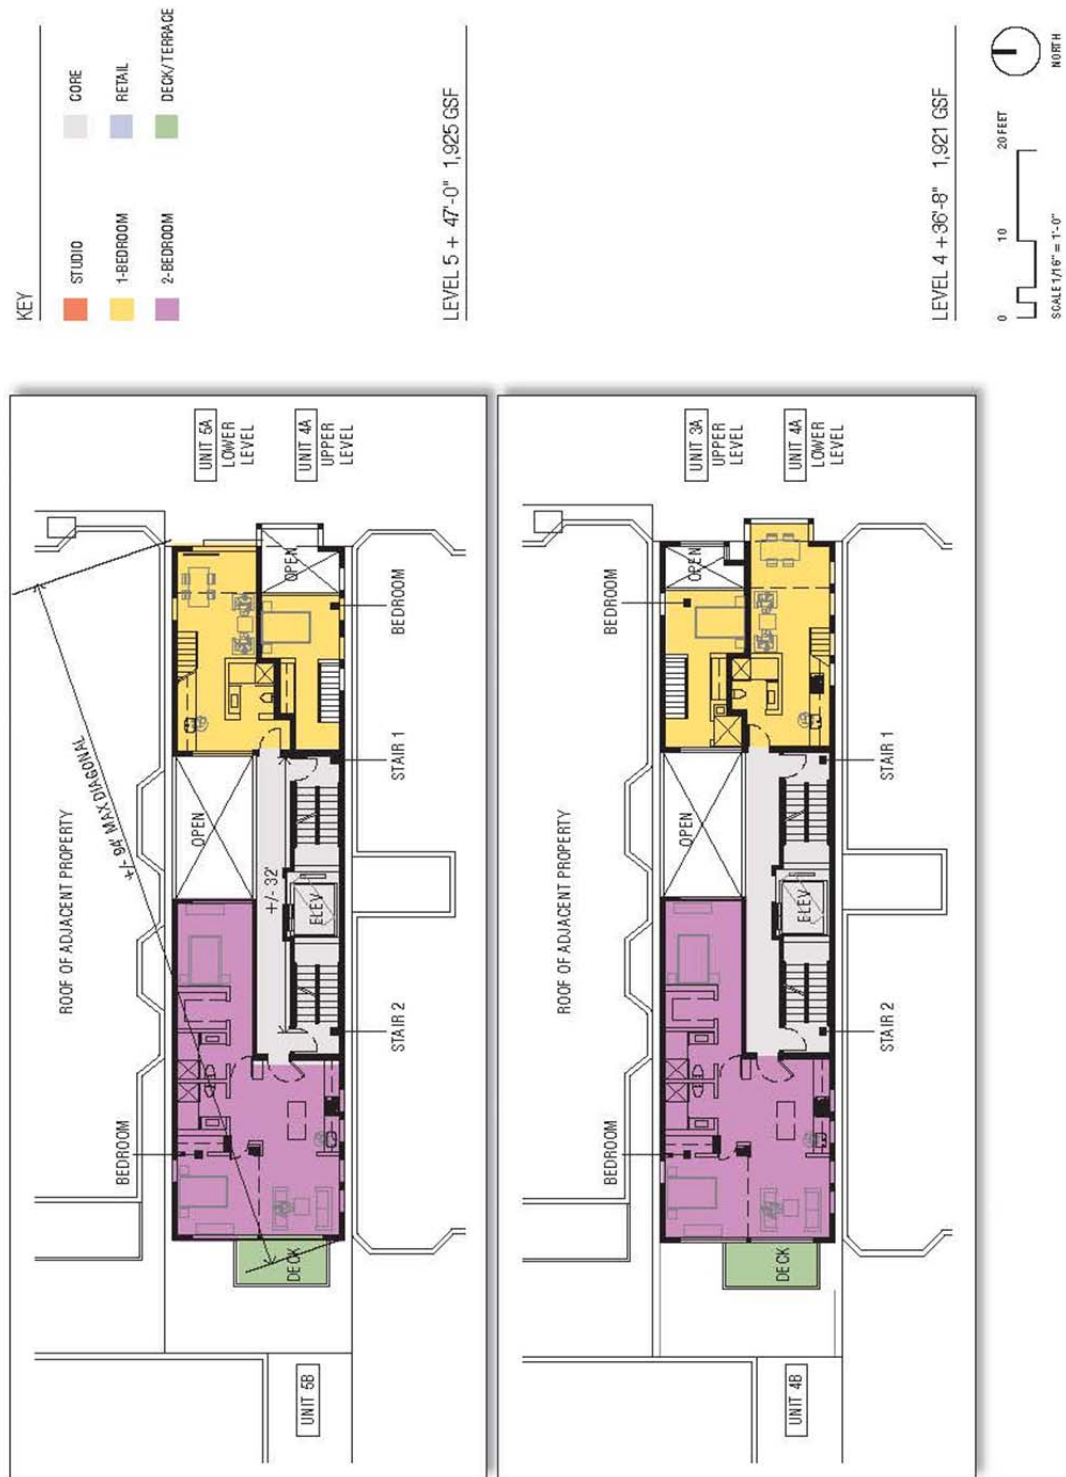 KEY
STUDIO
1-BEDROOM
2-BEDROOM
CORE
RETAIL
DECK/TERRACE
LEVEL 5 + 47'-0" 1,925 GSF
UNIT 5A
LOWER
LEVEL
UNIT 4A
UPPER
LEVEL
ROOF OF ADJACENT PROPERTY
+/- 94' MAX DIAGONAL
OPEN
OPEN
+/- 32'
ELEV
DECK
BEDROOM
BEDROOM
STAIR 1
STAIR 2
UNIT 5B
LEVEL 4 +36'-8" 1,921 GSF
UNIT 3A
UPPER
LEVEL
UNIT 4A
LOWER
LEVEL
ROOF OF ADJACENT PROPERTY
BEDROOM
BEDROOM
OPEN
OPEN
ELEV
DECK
STAIR 1
STAIR 2
UNIT 4B
0 10 20 FEET
SCALE 1/16" = 1'-0"
NORTH